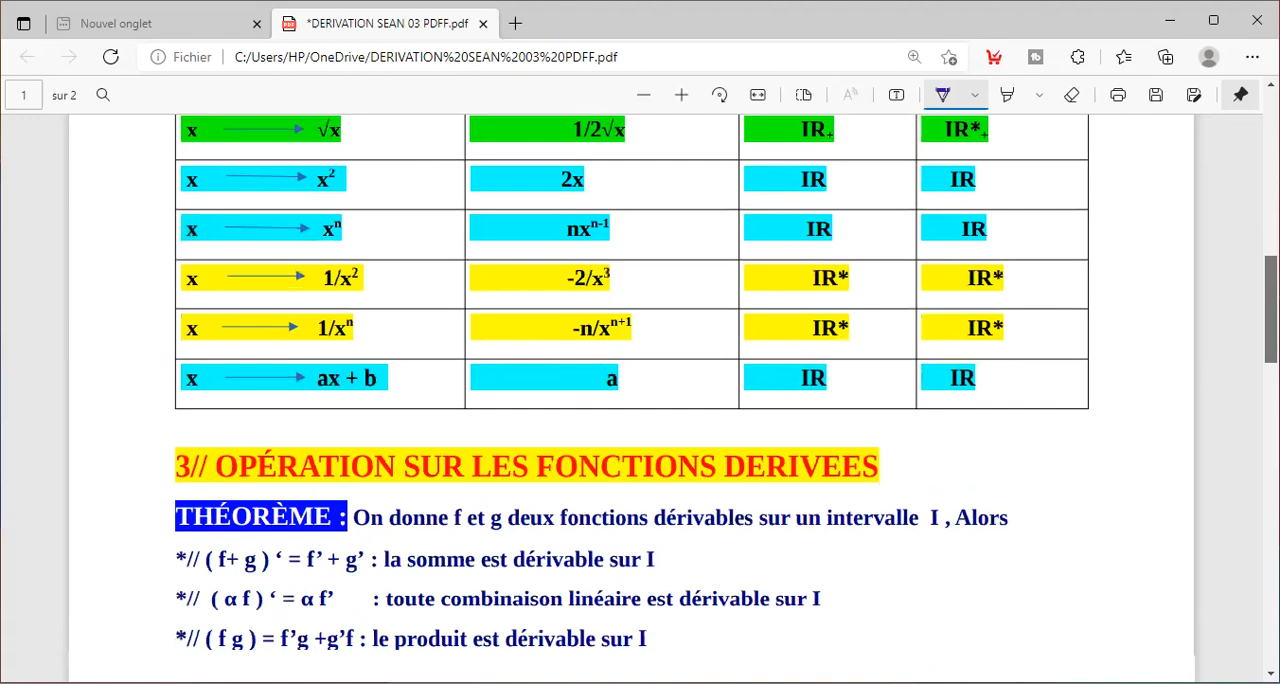 Nouvel onglet
*DERIVATION SEAN 03 PDFF.pdf
Fichier C:/Users/HP/OneDrive/DERIVATION%20SEAN%2003%20PDFF.pdf
1 sur 2
x √x 1/2√x IR₊ IR*₊
x x² 2x IR IR
x xⁿ nxⁿ⁻¹ IR IR
x 1/x² -2/x³ IR* IR*
x 1/xⁿ -n/xⁿ⁺¹ IR* IR*
x ax + b a IR IR
3// OPÉRATION SUR LES FONCTIONS DERIVEES
THÉORÈME : On donne f et g deux fonctions dérivables sur un intervalle I , Alors
*// ( f+ g ) ‘ = f’ + g’ : la somme est dérivable sur I
*// ( α f ) ‘ = α f’ : toute combinaison linéaire est dérivable sur I
*// ( f g ) = f’g +g’f : le produit est dérivable sur I